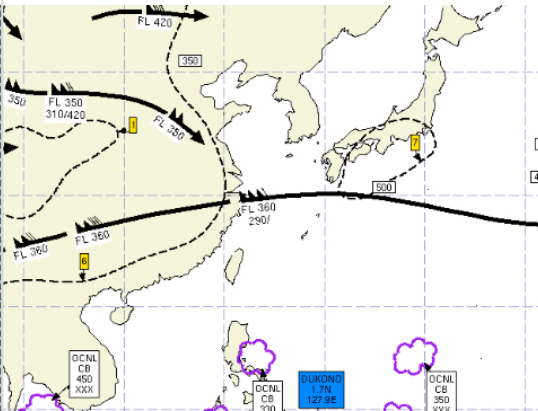 FL 420
350
350
FL 350
310/420
FL 350
1
7
500
FL 360
290/
FL 360
FL 360
6
OCNL
CB
450
XXX
OCNL
CB
330
DUKONO
1.7N
127.9E
OCNL
CB
350
XXX
4